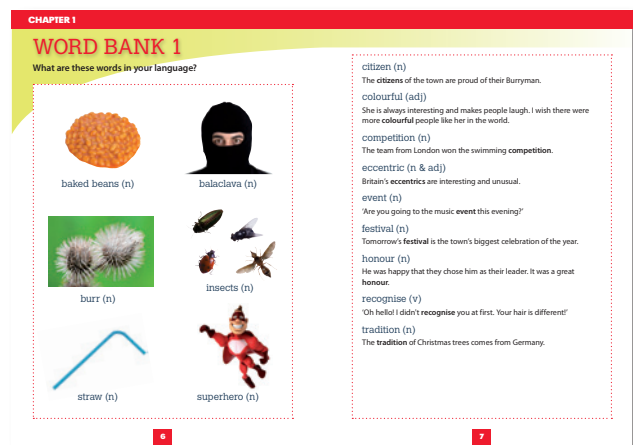 CHAPTER 1
WORD BANK 1
What are these words in your language?
baked beans (n)
balaclava (n)
burr (n)
insects (n)
straw (n)
superhero (n)
6
citizen (n)
The citizens of the town are proud of their Burryman.
colourful (adj)
She is always interesting and makes people laugh. I wish there were
more colourful people like her in the world.
competition (n)
The team from London won the swimming competition.
eccentric (n & adj)
Britain's eccentrics are interesting and unusual.
event (n)
'Are you going to the music event this evening?'
festival (n)
Tomorrow's festival is the town's biggest celebration of the year.
honour (n)
He was happy that they chose him as their leader. It was a great
honour.
recognise (v)
'Oh hello! I didn't recognise you at first. Your hair is different!'
tradition (n)
The tradition of Christmas trees comes from Germany.
7